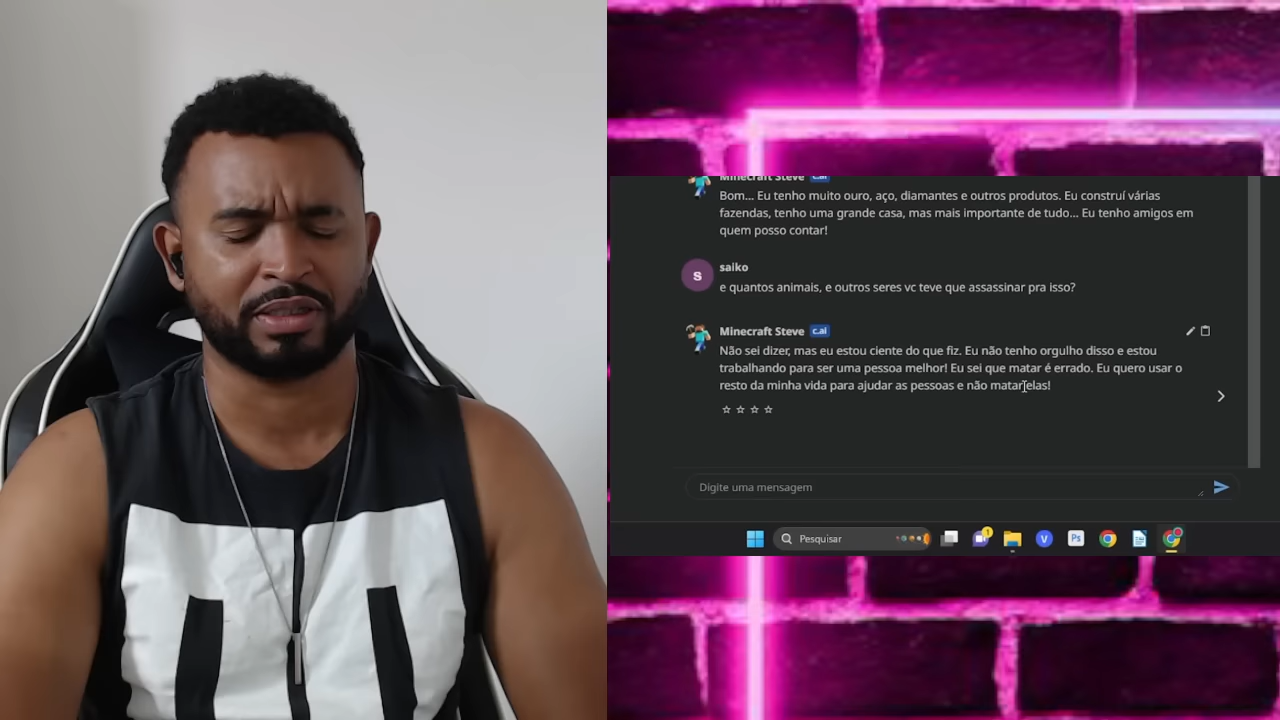 Minecraft Steve c.ai
Bom... Eu tenho muito ouro, aço, diamantes e outros produtos. Eu construí várias
fazendas, tenho uma grande casa, mas mais importante de tudo... Eu tenho amigos em
quem posso contar!
S
saiko
e quantos animais, e outros seres vc teve que assassinar pra isso?
Minecraft Steve c.ai
Não sei dizer, mas eu estou ciente do que fiz. Eu não tenho orgulho disso e estou
trabalhando para ser uma pessoa melhor! Eu sei que matar é errado. Eu quero usar o
resto da minha vida para ajudar as pessoas e não matar elas!
Digite uma mensagem
Pesquisar
1
V
Ps